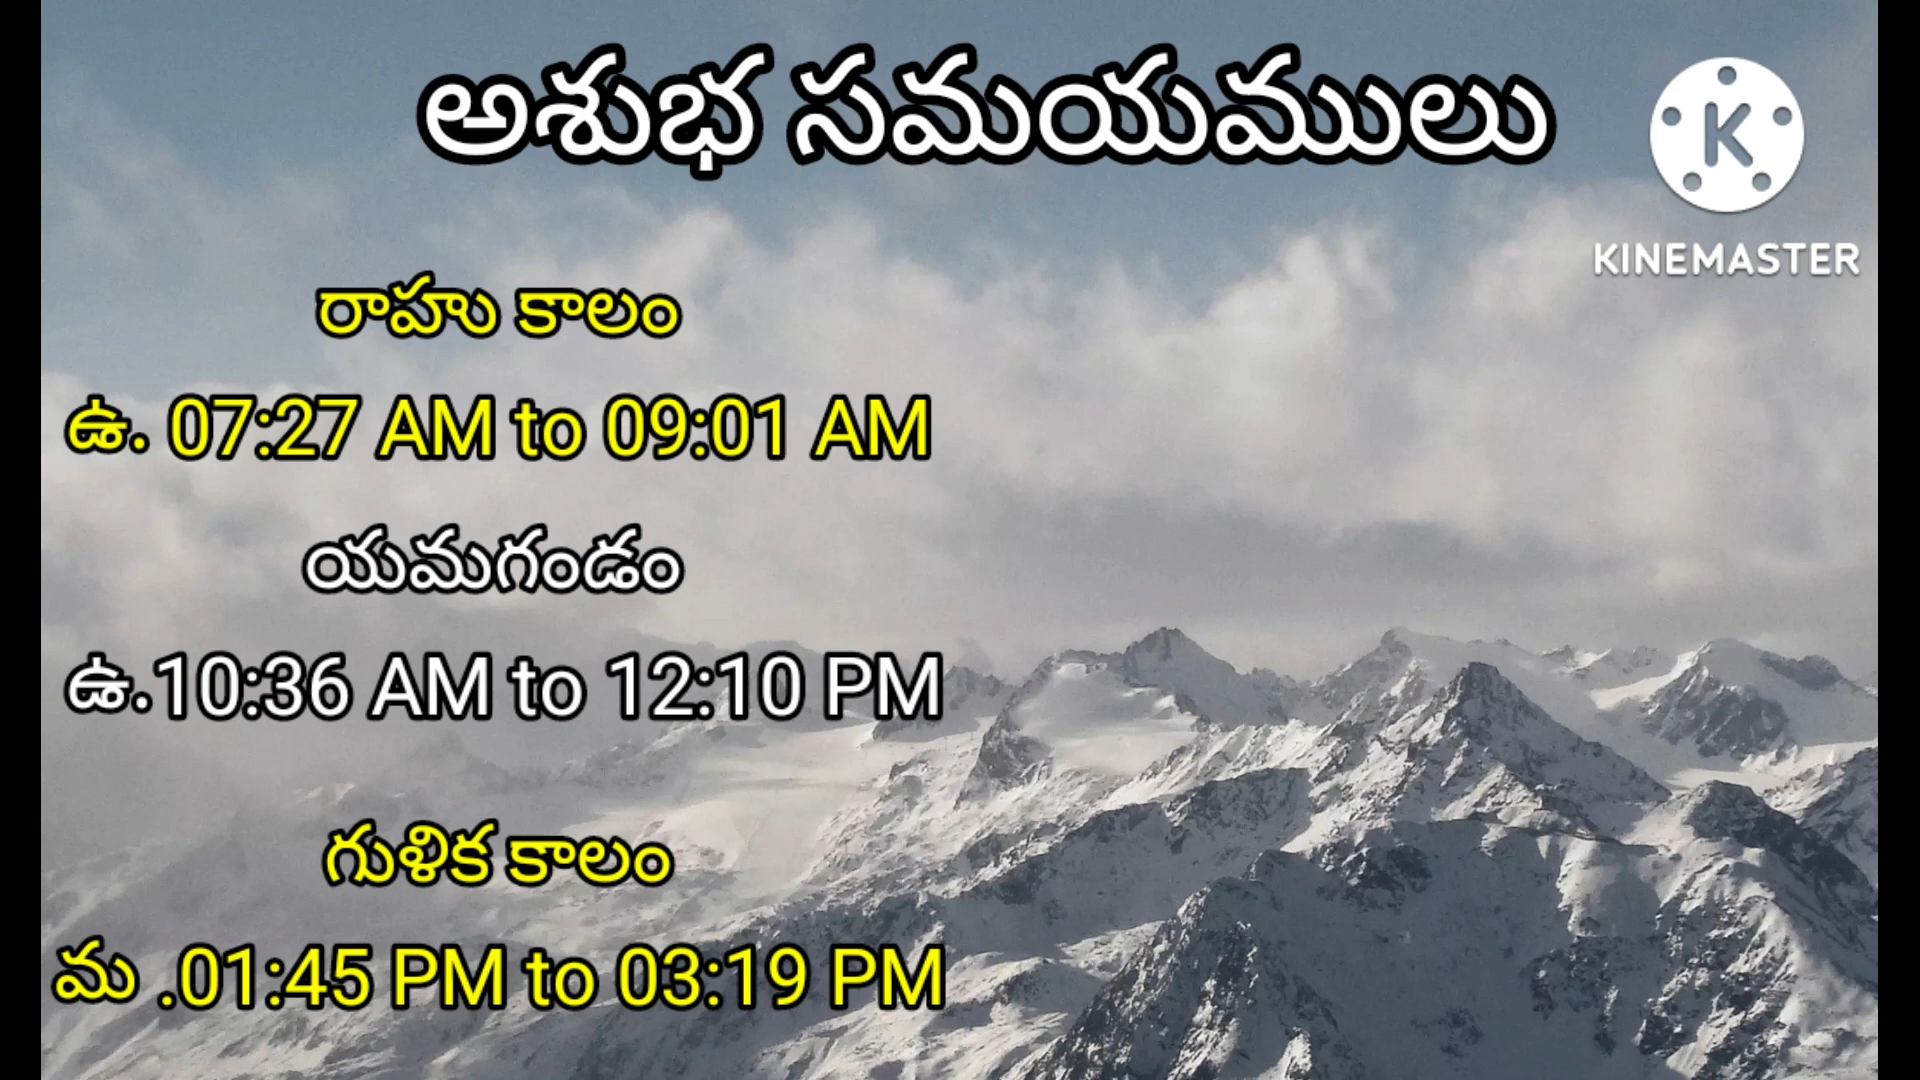 అశుభ సమయములు
K
KINEMASTER
రాహు కాలం
ఉ. 07:27 AM to 09:01 AM
యమగండం
ఉ.10:36 AM to 12:10 PM
గుళిక కాలం
మ .01:45 PM to 03:19 PM